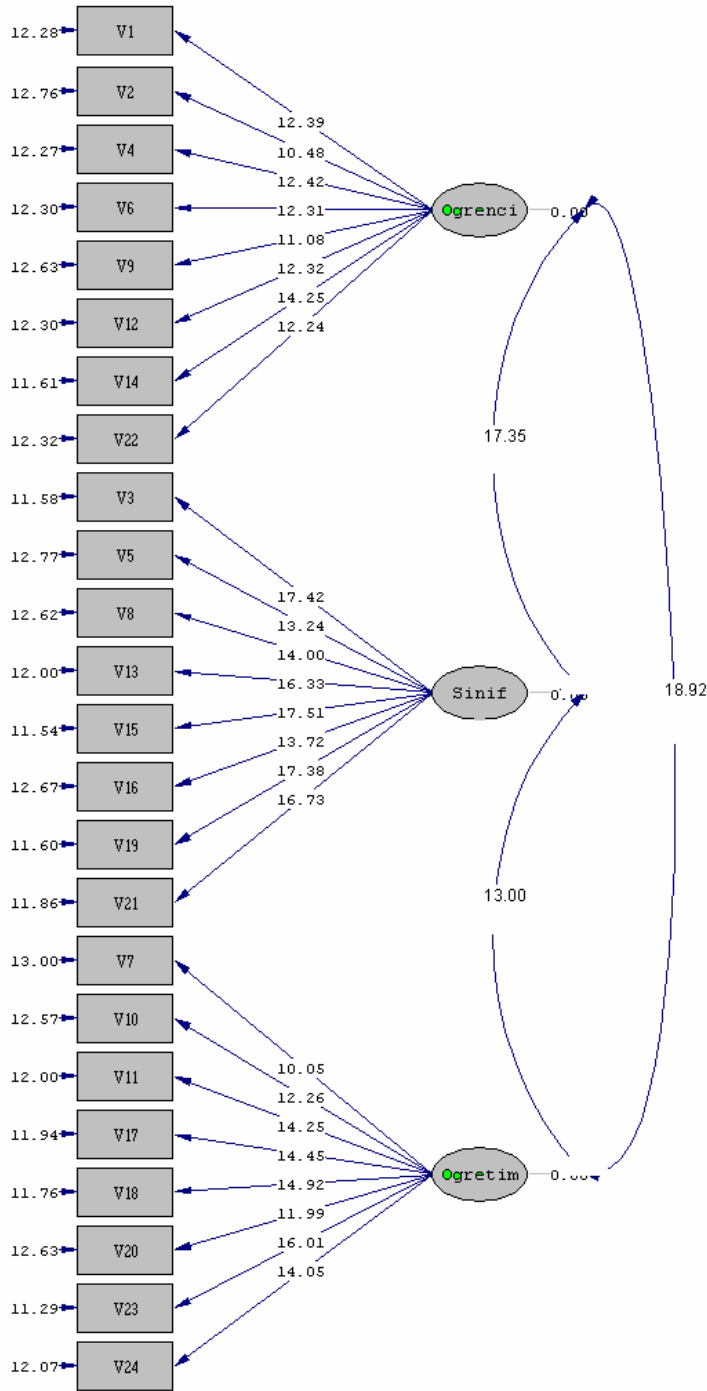 12.28 V1
12.76 V2
12.39
10.48
12.27 V4
12.42
12.30 V6
12.31
Ogrenci 0.00
11.08
12.63 V9
12.32
14.25
12.30 V12
12.24
11.61 V14
12.32 V22
17.35
11.58 V3
17.42
12.77 V5
13.24
12.62 V8
14.00
12.00 V13
16.33
Sinif
18.92
11.54 V15
17.51
13.72
12.67 V16
17.38
16.73
11.60 V19
11.86 V21
13.00
13.00 V7
12.57 V10
10.05
12.26
12.00 V11
14.25
11.94 V17
14.45
Ogretim
11.76 V18
14.92
11.99
12.63 V20
16.01
14.05
11.29 V23
12.07 V24